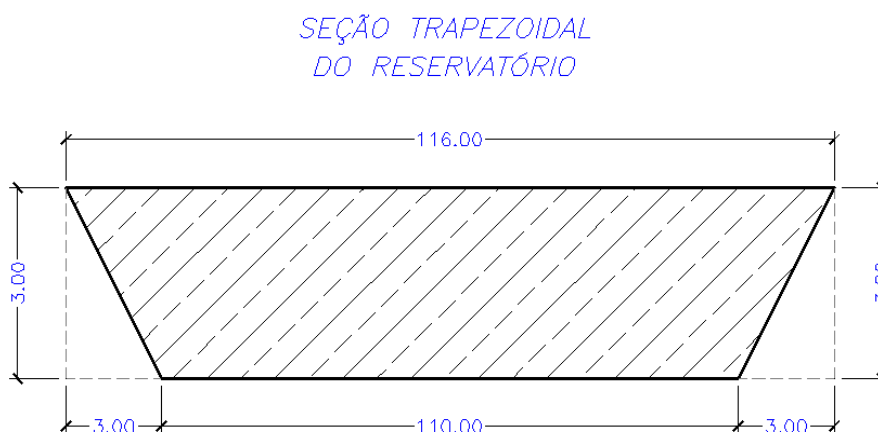 SEÇÃO TRAPEZOIDAL
DO RESERVATÓRIO
116.00
3.00
3.00 110.00 3.00